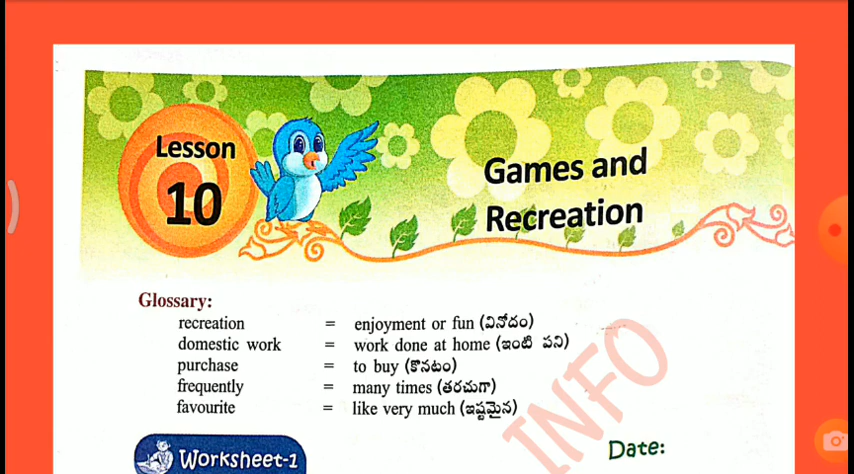 Lesson
10
Games and
Recreation
Glossary:
recreation = enjoyment or fun (వినోదం)
domestic work = work done at home (ఇంటి పని)
purchase = to buy (కొనటం)
frequently = many times (తరచుగా)
favourite = like very much (ఇష్టమైన)
INFO
Worksheet-1
Date: